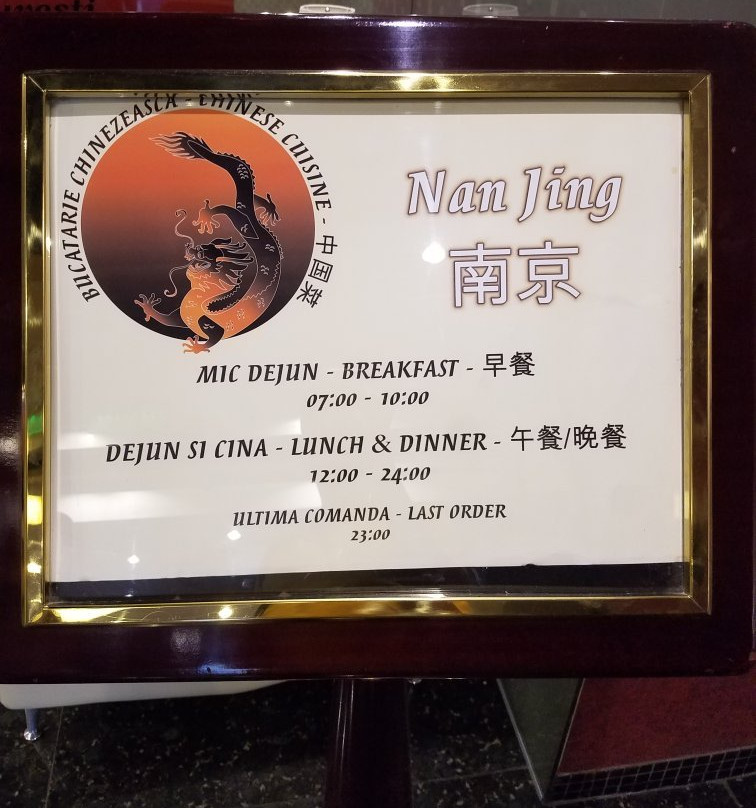 BUCATARIE CHINEZEASCA - CHINESE CUISINE - 中国菜
Nan Jing
南京
MIC DEJUN - BREAKFAST - 早餐
07:00 - 10:00
DEJUN SI CINA - LUNCH & DINNER - 午餐/晚餐
12:00 - 24:00
ULTIMA COMANDA - LAST ORDER
23:00